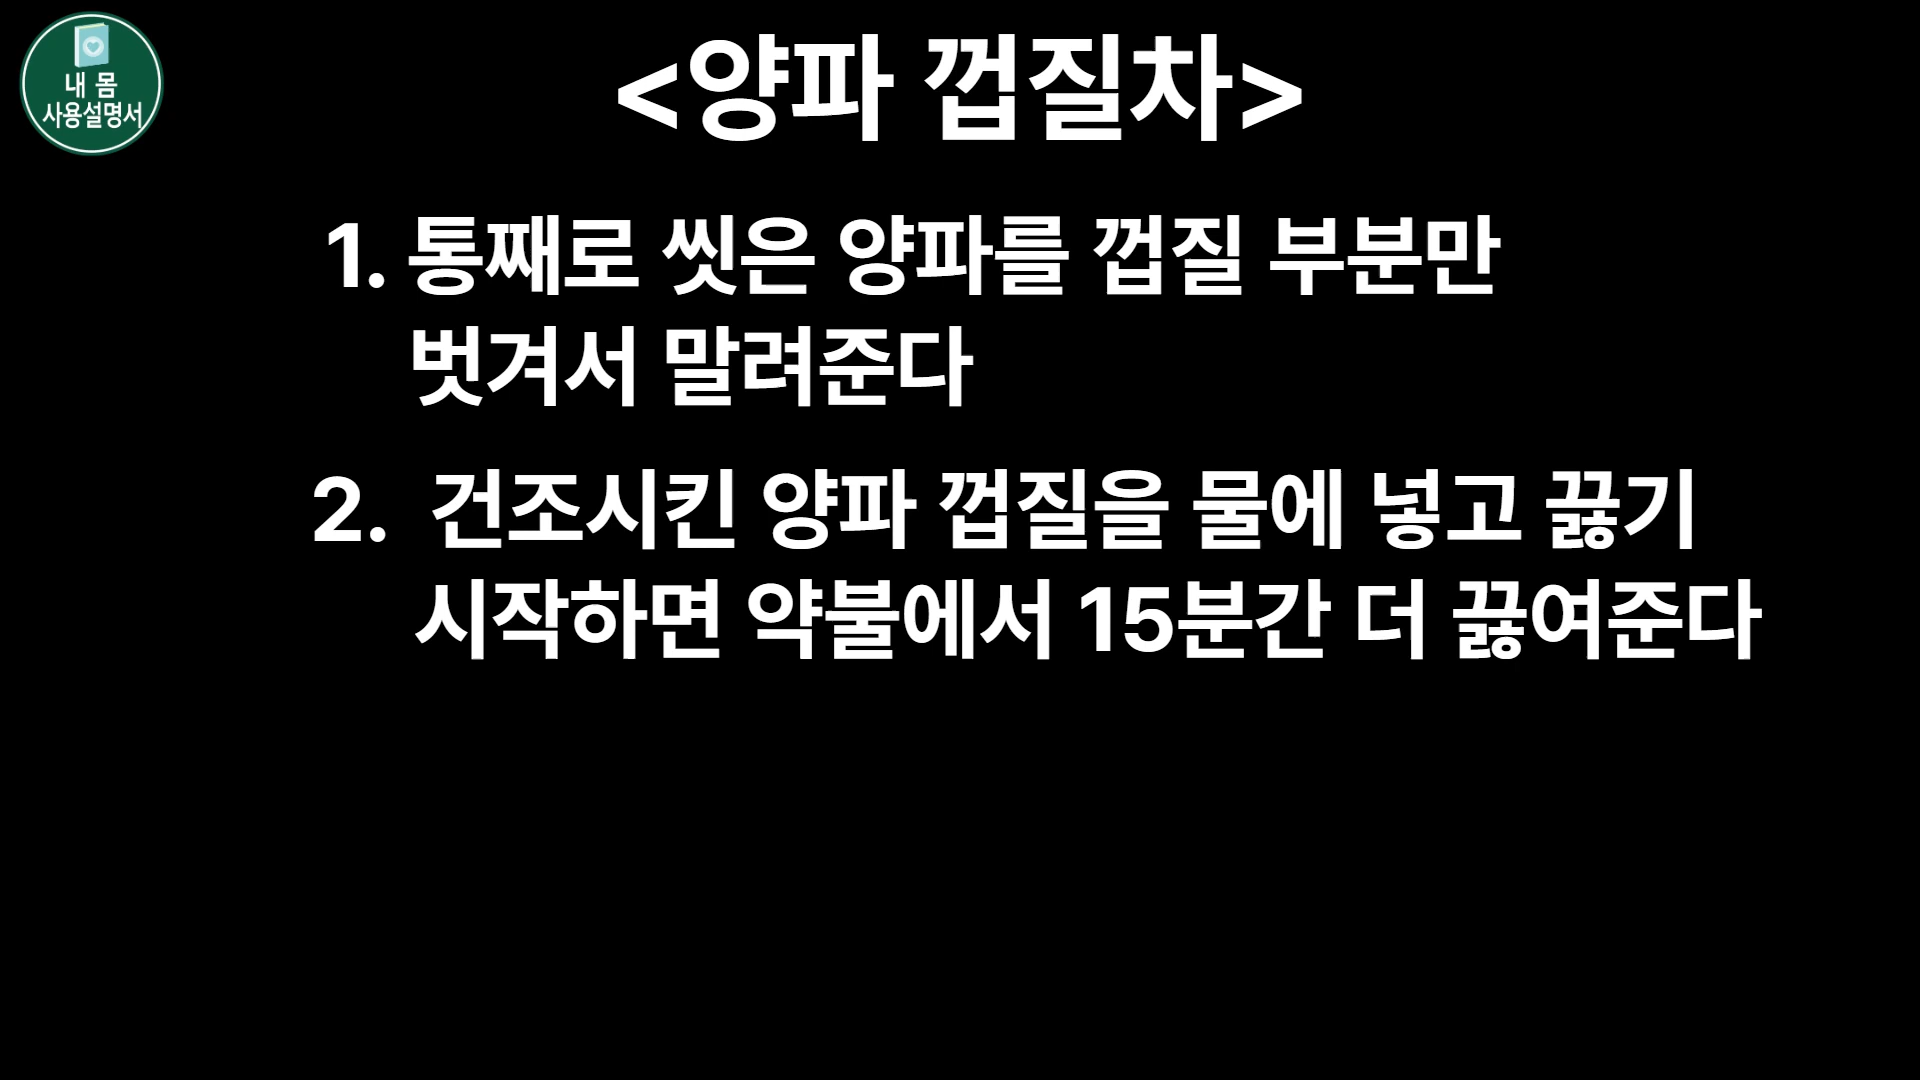 내 몸
사용설명서
<양파 껍질차>
1. 통째로 씻은 양파를 껍질 부분만
벗겨서 말려준다
2. 건조시킨 양파 껍질을 물에 넣고 끓기
시작하면 약불에서 15분간 더 끓여준다